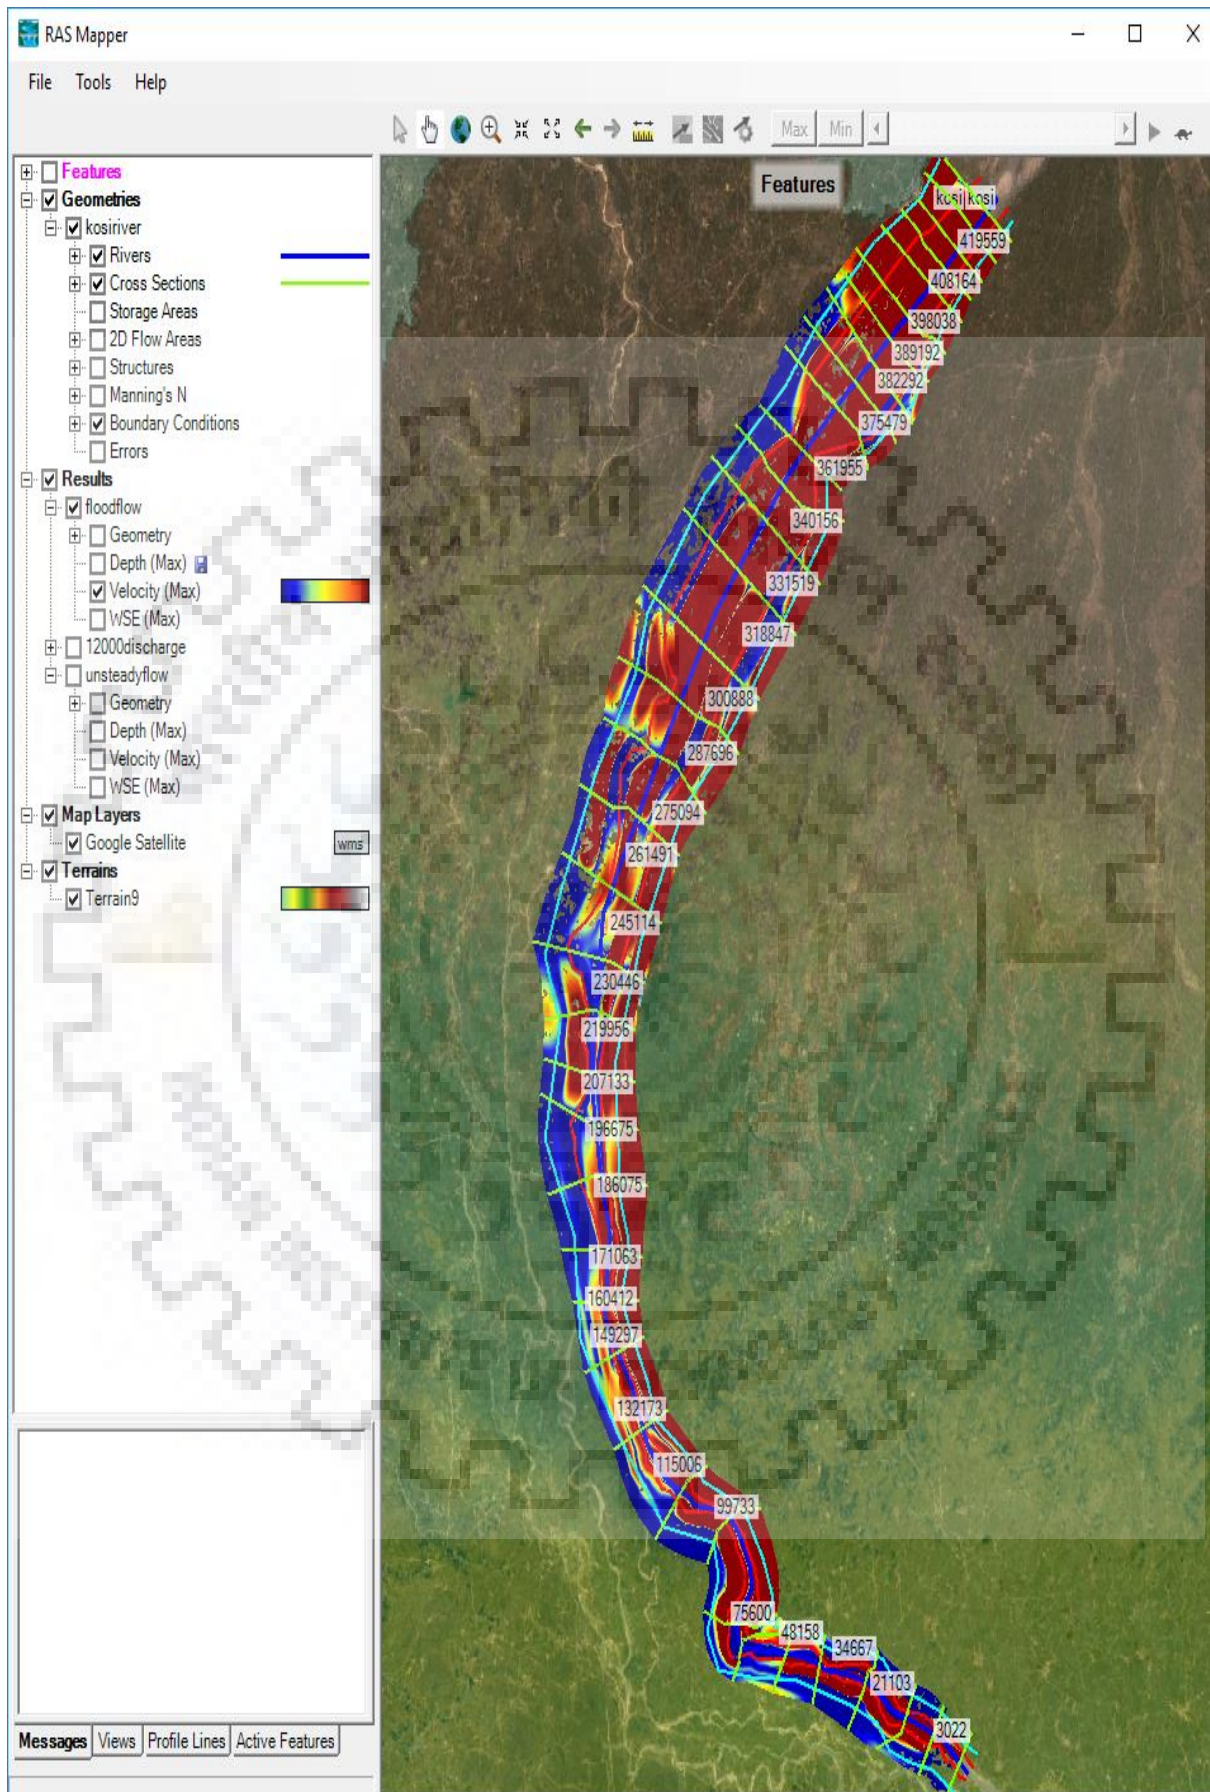 RAS Mapper
File Tools Help
Max Min
Features
Geometries
kosiriver
Rivers
Cross Sections
Storage Areas
2D Flow Areas
Structures
Manning's N
Boundary Conditions
Errors
Results
floodflow
Geometry
Depth (Max)
Velocity (Max)
WSE (Max)
12000discharge
unsteadyflow
Geometry
Depth (Max)
Velocity (Max)
WSE (Max)
Map Layers
Google Satellite wms
Terrains
Terrain9
Messages Views Profile Lines Active Features
Features
kosi kosi
419559
408164
398038
389192
382292
375479
361955
340156
331519
318847
300888
287696
275094
261491
245114
230446
219956
207133
196675
186075
171063
160412
149297
132173
115006
99733
75600
48158
34667
21103
3022